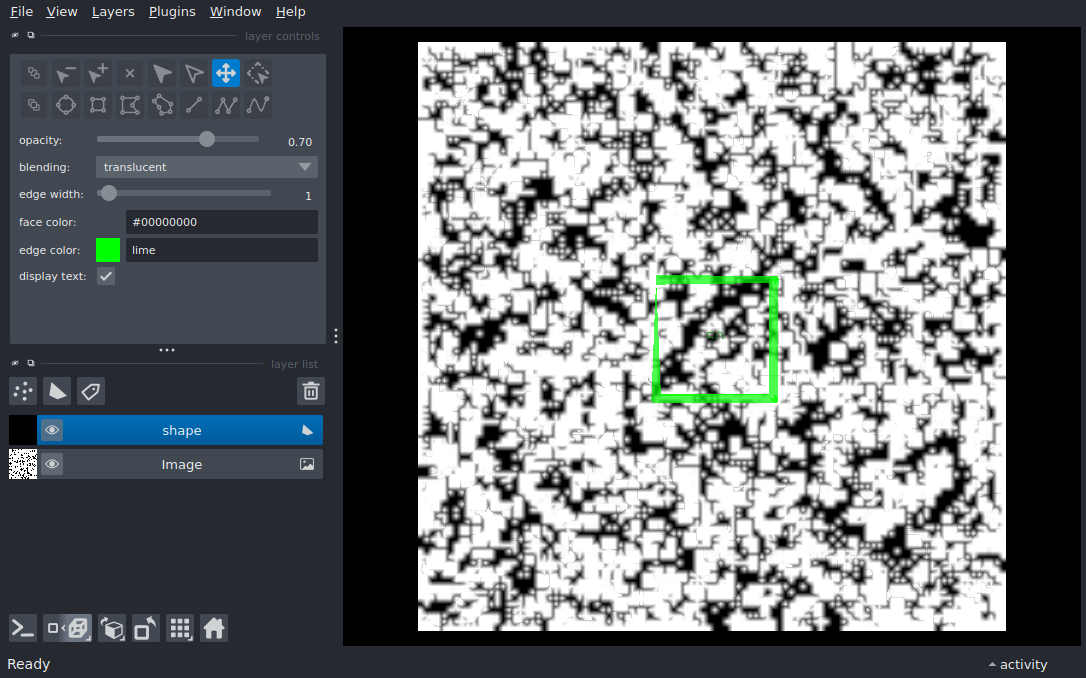 File View Layers Plugins Window Help
layer controls
opacity: 0.70
blending: translucent
edge width: 1
face color: #00000000
edge color: lime
display text:
layer list
shape
Image
Ready
activity